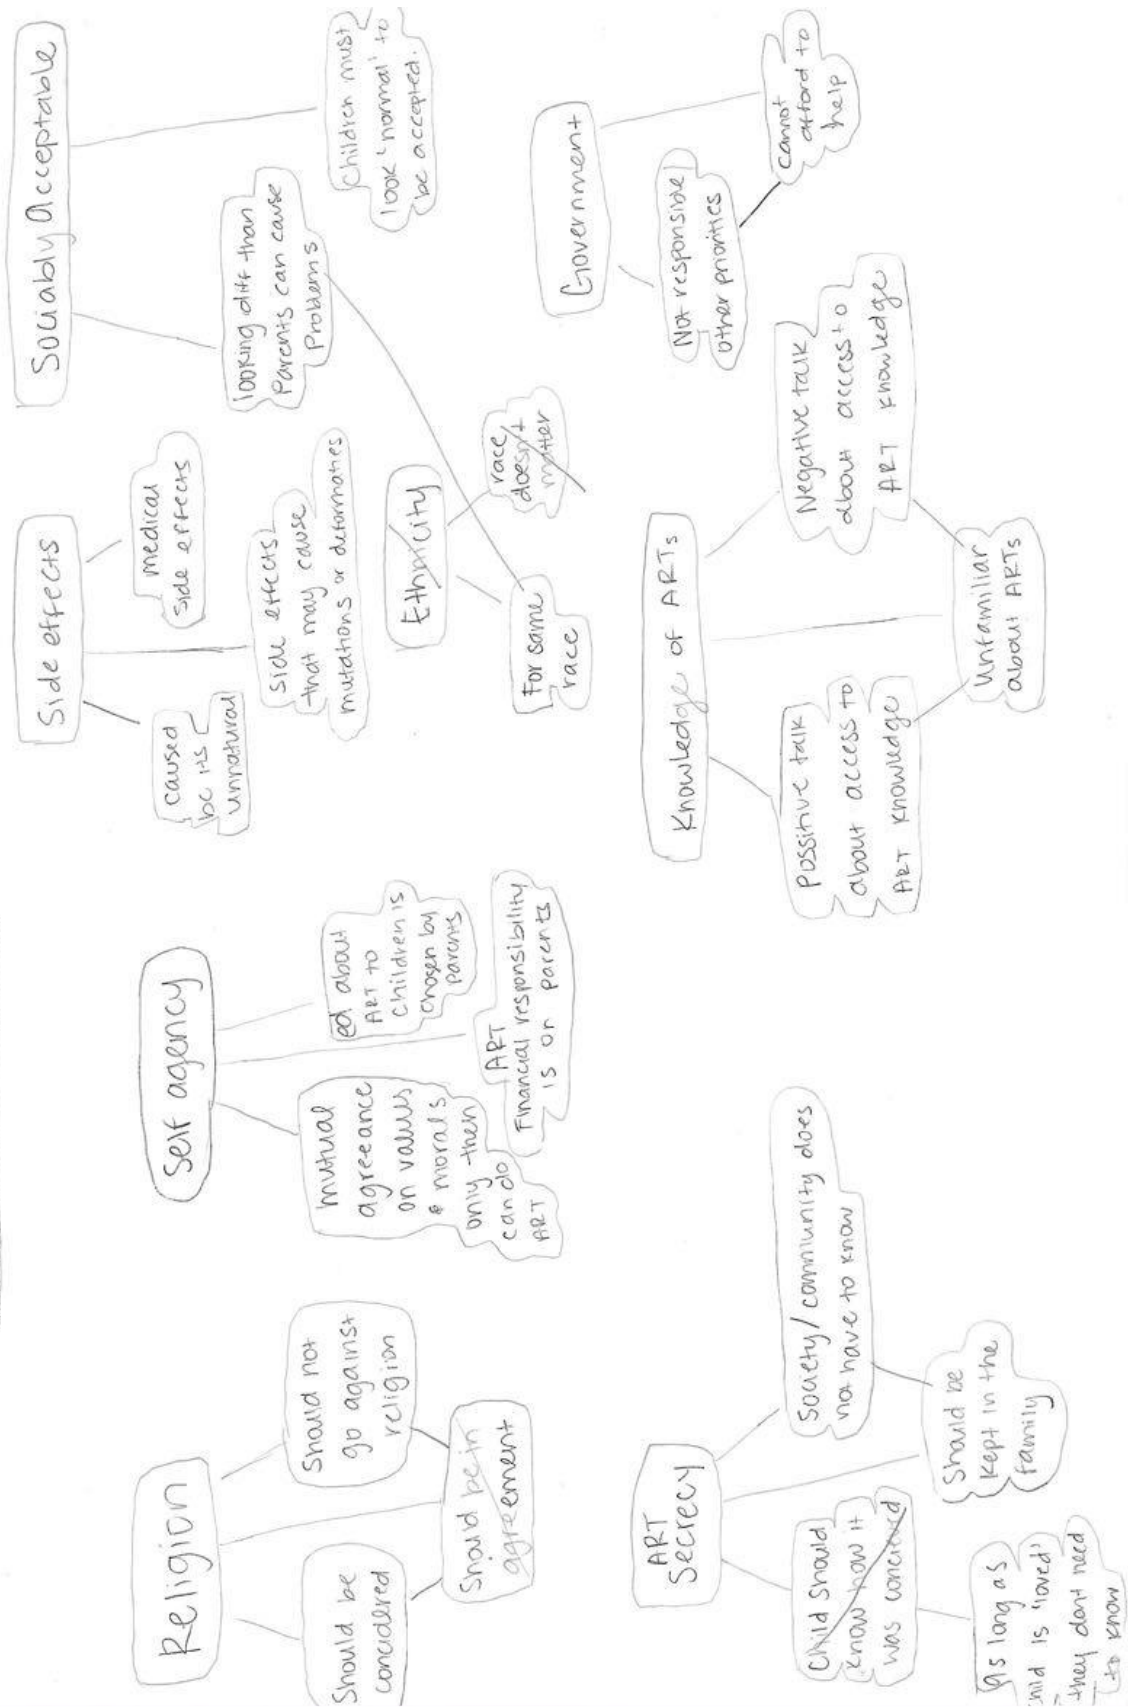 Religion
Should be
concidered
Should not
go against
religion
Should be in
agreement
Self agency
mutual
agreeance
on values
& morals
only then
can do
ART
ed about
ART to
children is
chosen by
parents
ART
Financial responsibility
is on parents
Side effects
caused
be its
unnatural
medical
side effects
side effects
that may cause
mutations or deformaties
Sociably Acceptable
looking diff than
Parents can cause
Problems
Children must
look 'normal' to
be accepted.
Ethnicity
For same
race
race
doesn't
matter
ART
Secrecy
Child should
know how it
was concieved
as long as
child is 'loved'
they dont need
to know
Should be
kept in the
family
Society/community does
not have to know
Knowledge of ARTs
Possitive talk
about access to
ART knowledge
Negative talk
about access to
ART knowledge
Unfamiliar
about ARTs
Government
Not responsible
other priorities
cannot
afford to
help